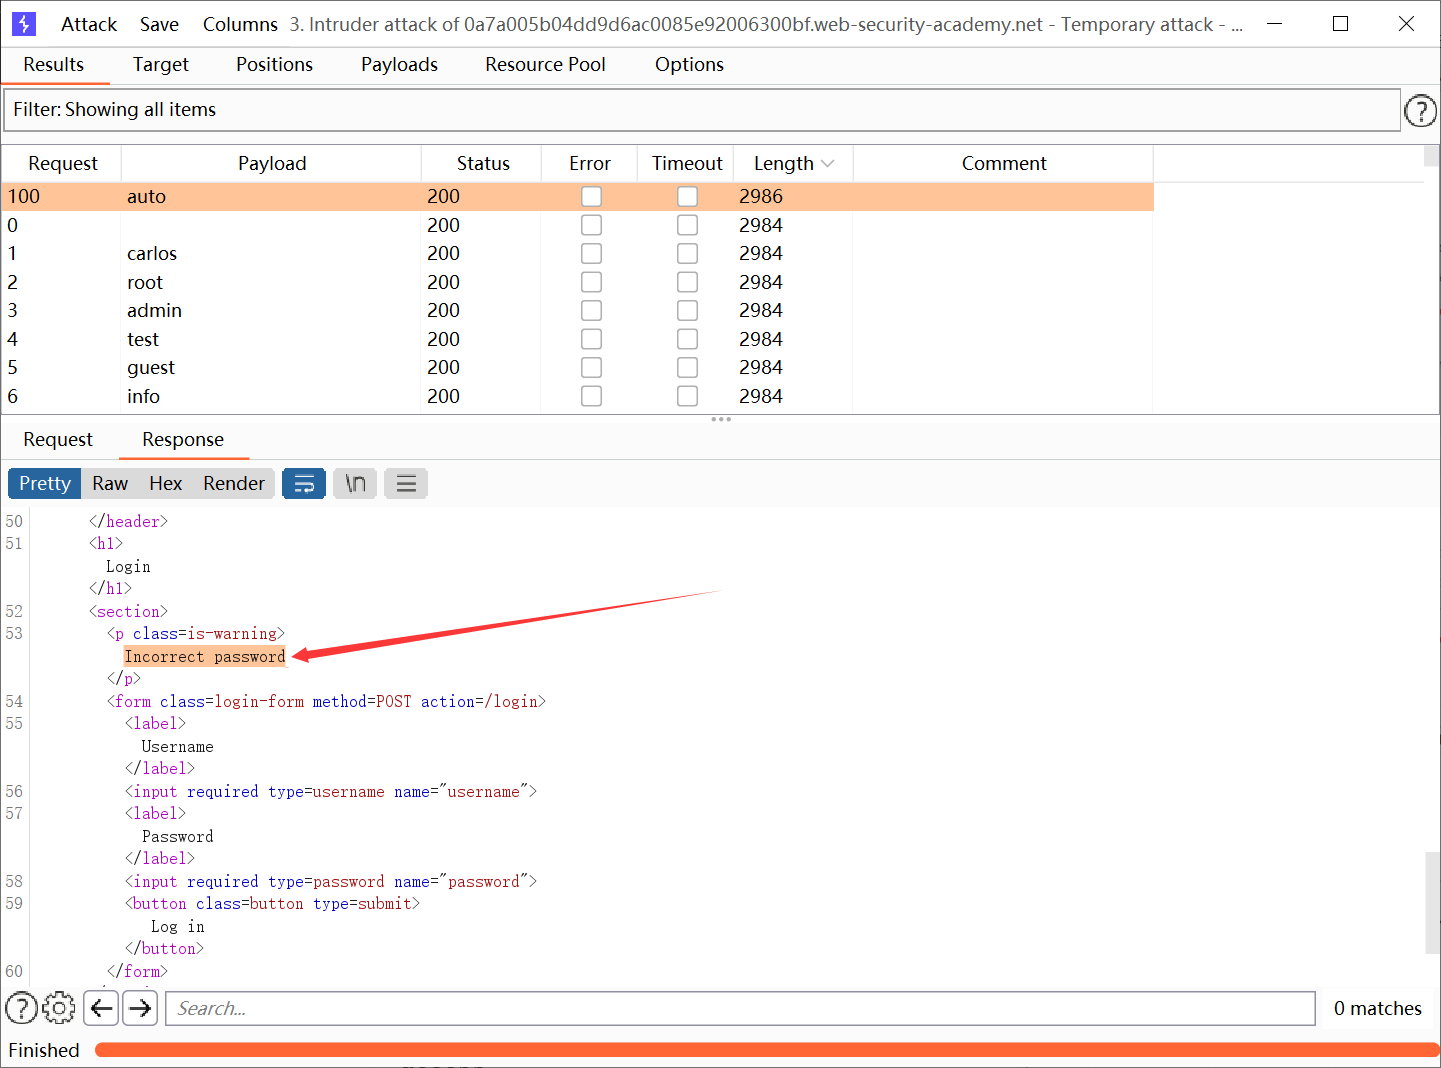 Attack Save Columns 3. Intruder attack of 0a7a005b04dd9d6ac0085e92006300bf.web-security-academy.net - Temporary attack - ...
Results Target Positions Payloads Resource Pool Options
Filter: Showing all items
Request Payload Status Error Timeout Length Comment
100 auto 200 2986
0 200 2984
1 carlos 200 2984
2 root 200 2984
3 admin 200 2984
4 test 200 2984
5 guest 200 2984
6 info 200 2984
Request Response
Pretty Raw Hex Render \n
50 </header>
51 <h1>
Login
</h1>
52 <section>
53 <p class=is-warning>
Incorrect password
</p>
54 <form class=login-form method=POST action=/login>
55 <label>
Username
</label>
56 <input required type=username name="username">
57 <label>
Password
</label>
58 <input required type=password name="password">
59 <button class=button type=submit>
Log in
</button>
60 </form>
Search... 0 matches
Finished